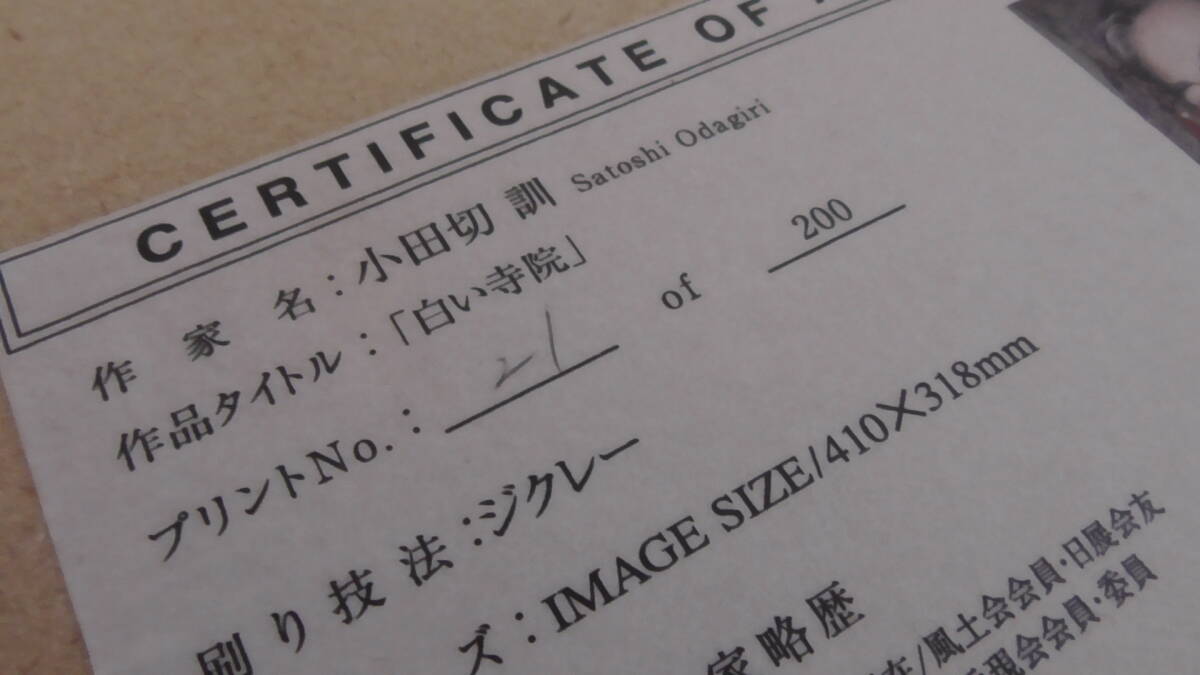 CERTIFICATE OF
作家名：小田切 訓 Satoshi Odagiri
作品タイトル：「白い寺院」
プリントNo.： 21 of 200
刷り技法：ジクレー
ズ：IMAGE SIZE/410×318mm
家略歴
在/風土会会員・日展会友
現会会員・委員